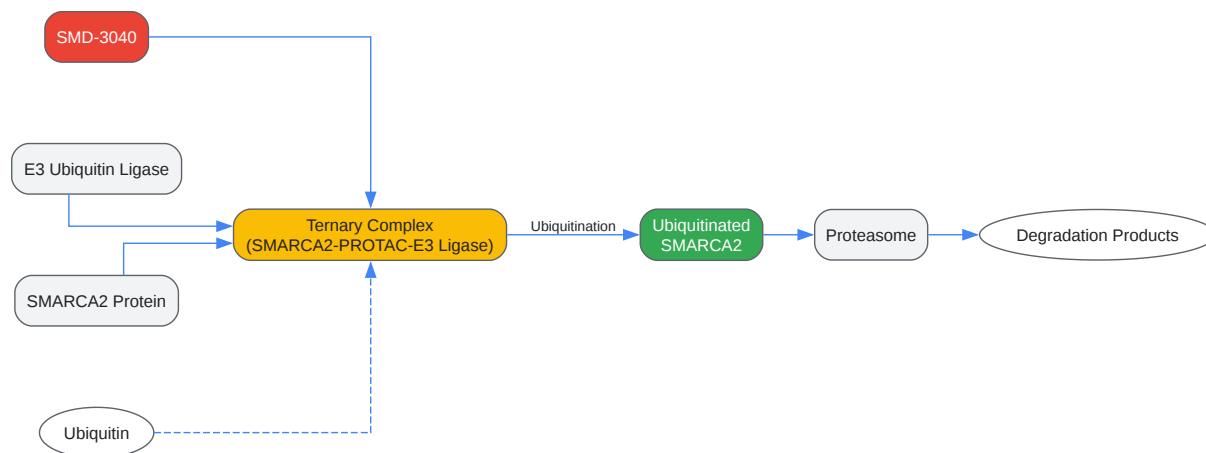 SMD-3040
E3 Ubiquitin Ligase
SMARCA2 Protein
Ubiquitin
Ternary Complex
(SMARCA2-PROTAC-E3 Ligase)
Ubiquitination
Ubiquitinated
SMARCA2
Proteasome
Degradation Products